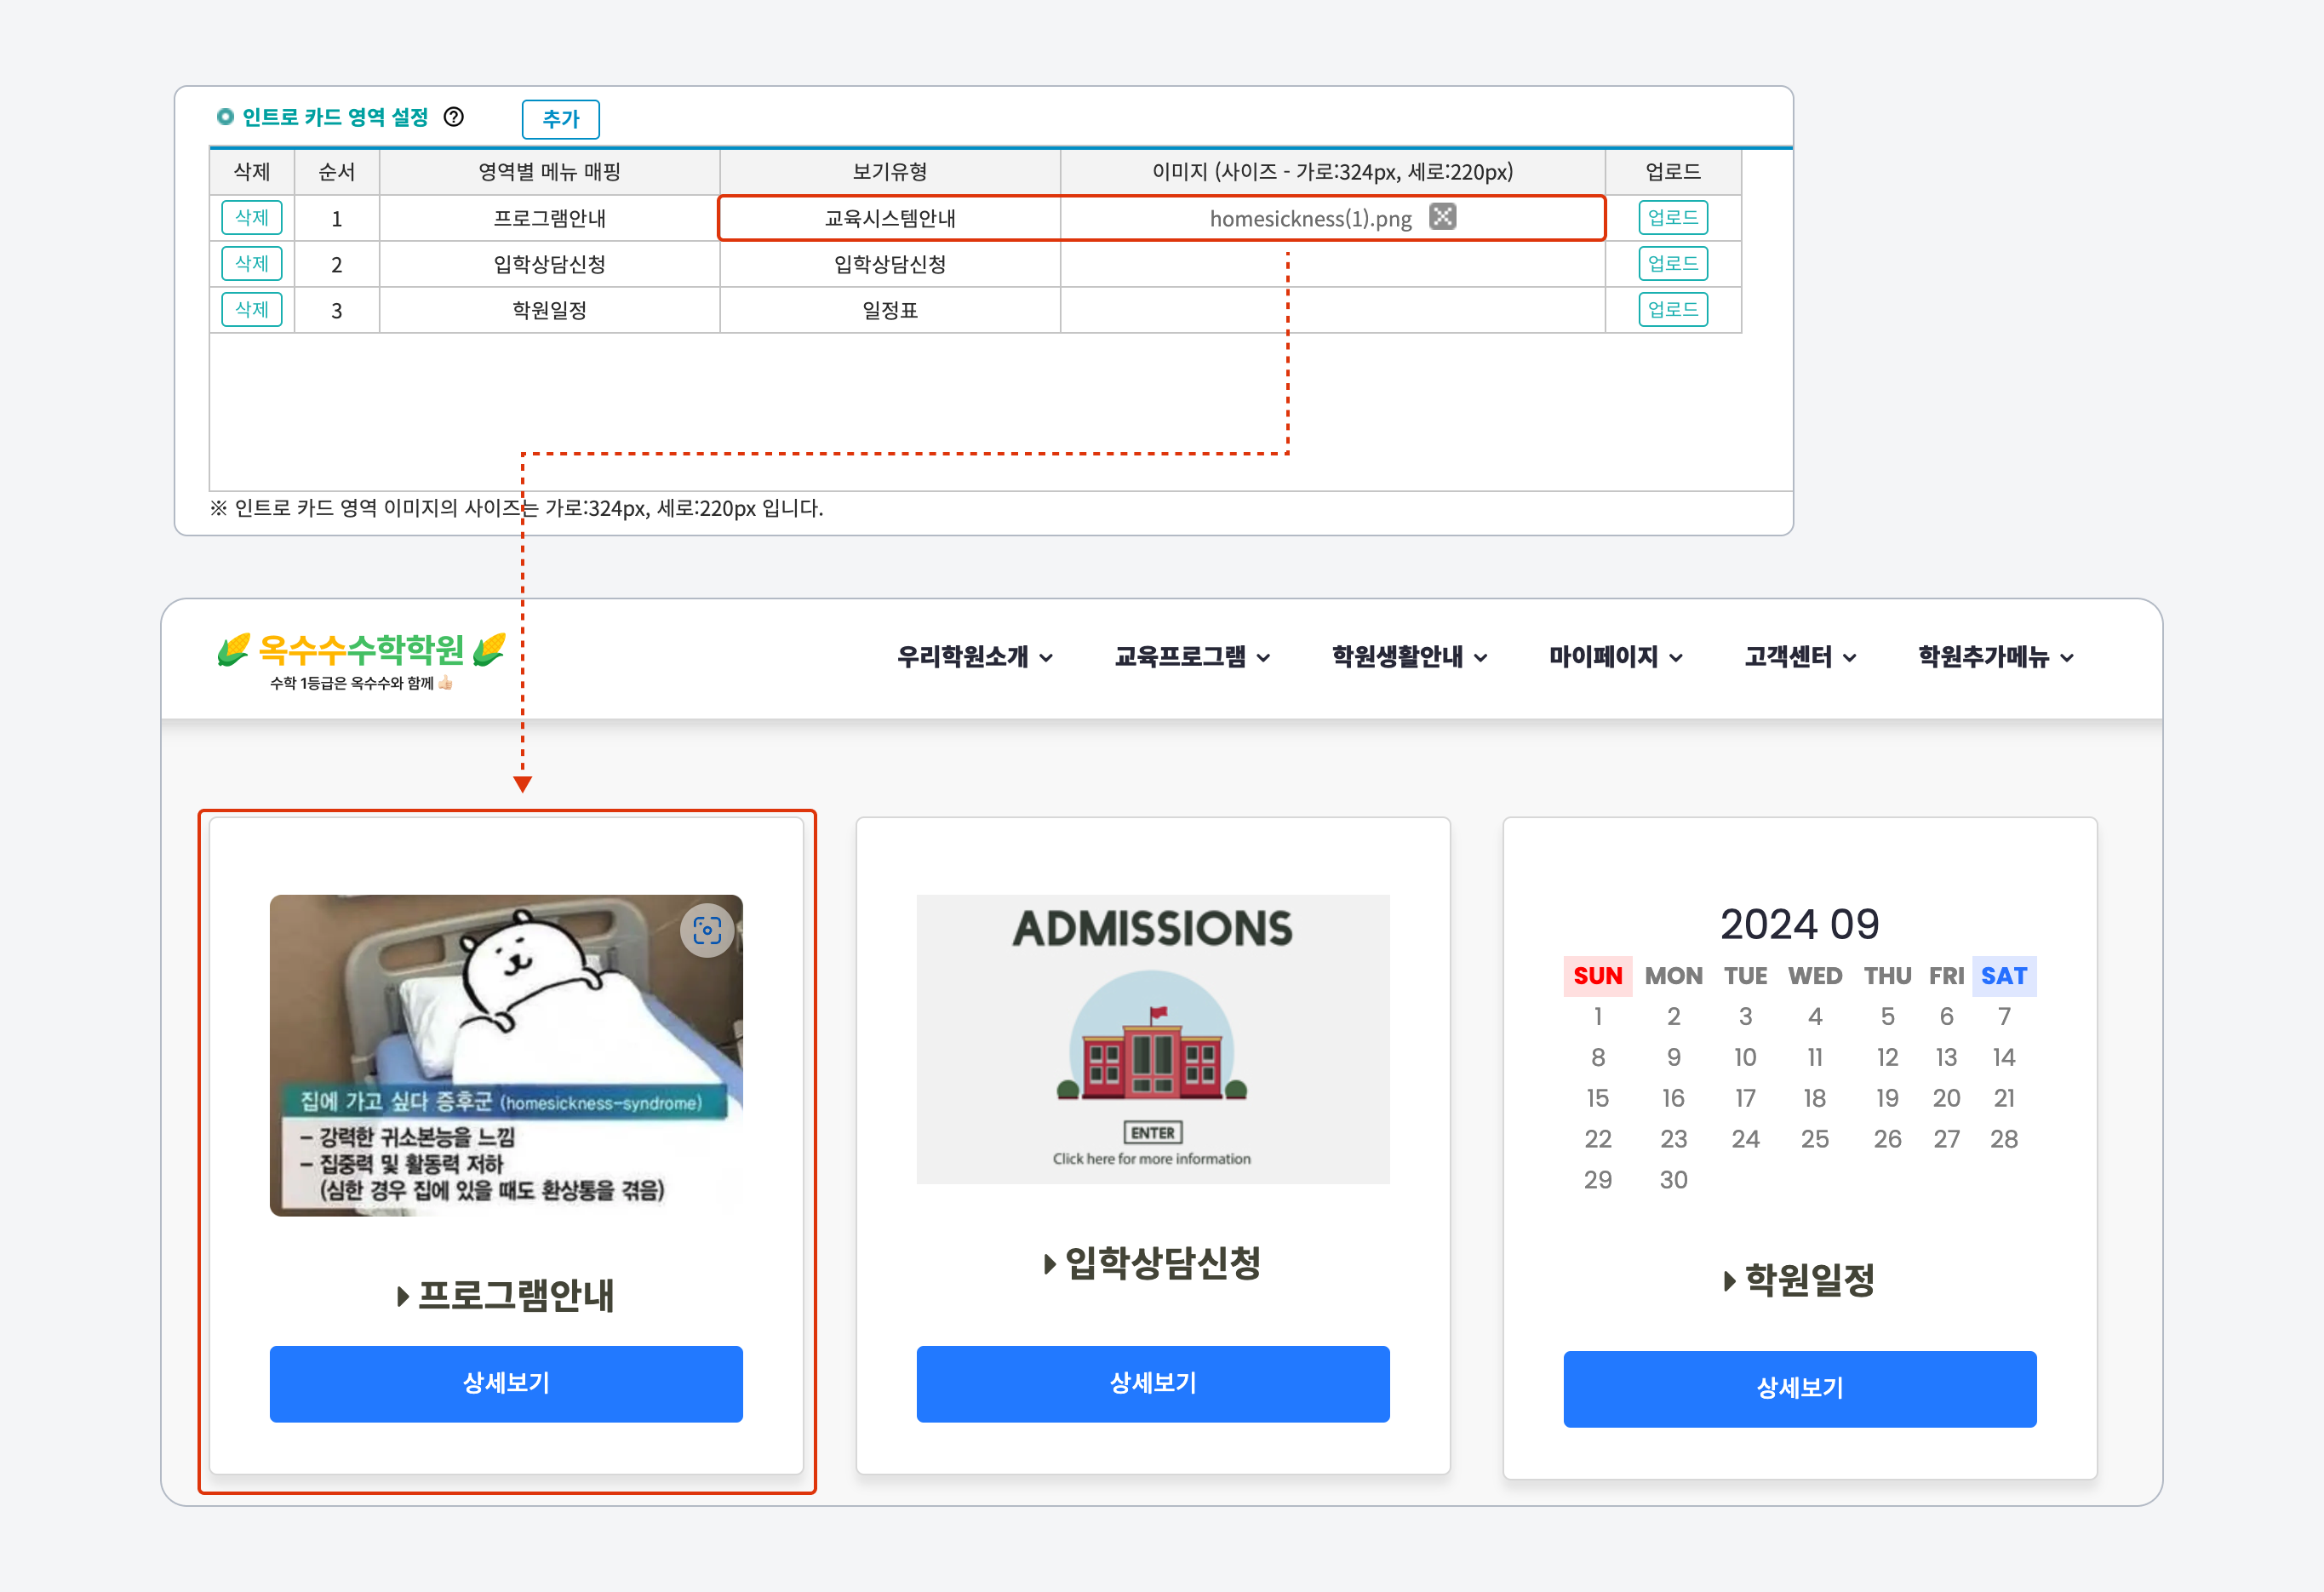 인트로 카드 영역 설정 ? 추가
삭제 순서 영역별 메뉴 매핑 보기유형 이미지 (사이즈 - 가로:324px, 세로:220px) 업로드
삭제 1 프로그램안내 교육시스템안내 homesickness(1).png 업로드
삭제 2 입학상담신청 입학상담신청 업로드
삭제 3 학원일정 일정표 업로드
※ 인트로 카드 영역 이미지의 사이즈는 가로:324px, 세로:220px 입니다.
옥수수수학학원
수학 1등급은 옥수수와 함께👍🏻
우리학원소개 교육프로그램 학원생활안내 마이페이지 고객센터 학원추가메뉴
집에 가고 싶다 증후군 (homesickness-syndrome)
- 강력한 귀소본능을 느낌
- 집중력 및 활동력 저하
(심한 경우 집에 있을 때도 환상통을 겪음)
프로그램안내
상세보기
ADMISSIONS
ENTER
Click here for more information
입학상담신청
상세보기
2024 09
SUN MON TUE WED THU FRI SAT
1 2 3 4 5 6 7
8 9 10 11 12 13 14
15 16 17 18 19 20 21
22 23 24 25 26 27 28
29 30
학원일정
상세보기